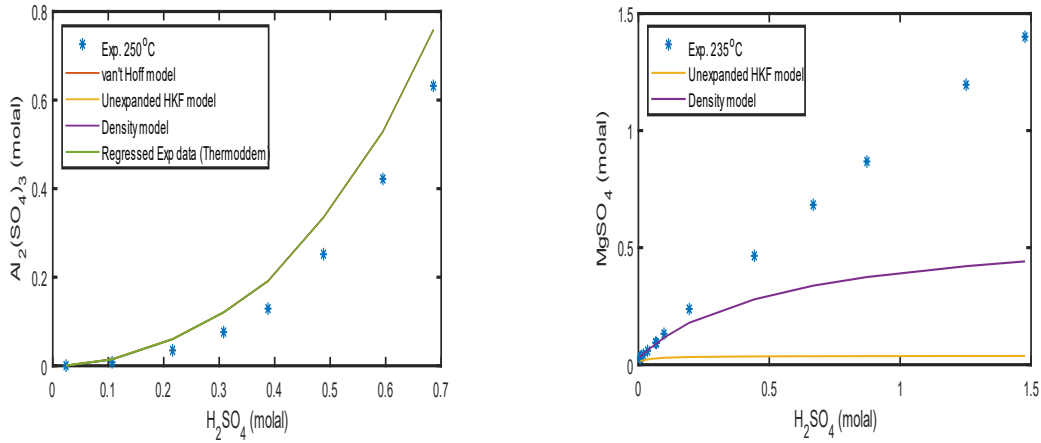 0.8
0.6
0.4
0.2
0
Al2(SO4)3 (molal)
Exp. 250°C
van't Hoff model
Unexpanded HKF model
Density model
Regressed Exp data (Thermoddem)
0 0.1 0.2 0.3 0.4 0.5 0.6 0.7
H2SO4 (molal)
1.5
1
0.5
0
MgSO4 (molal)
Exp. 235°C
Unexpanded HKF model
Density model
0 0.5 1 1.5
H2SO4 (molal)